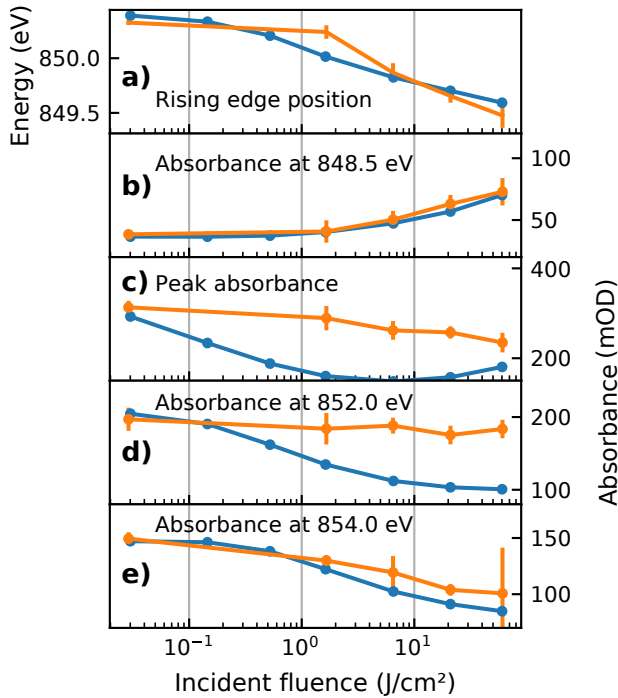 Energy (eV)
850.0
849.5
a)
Rising edge position
b)
Absorbance at 848.5 eV
100
50
c)
Peak absorbance
400
200
d)
Absorbance at 852.0 eV
200
100
e)
Absorbance at 854.0 eV
150
100
Absorbance (mOD)
10⁻¹ 10⁰ 10¹
Incident fluence (J/cm²)